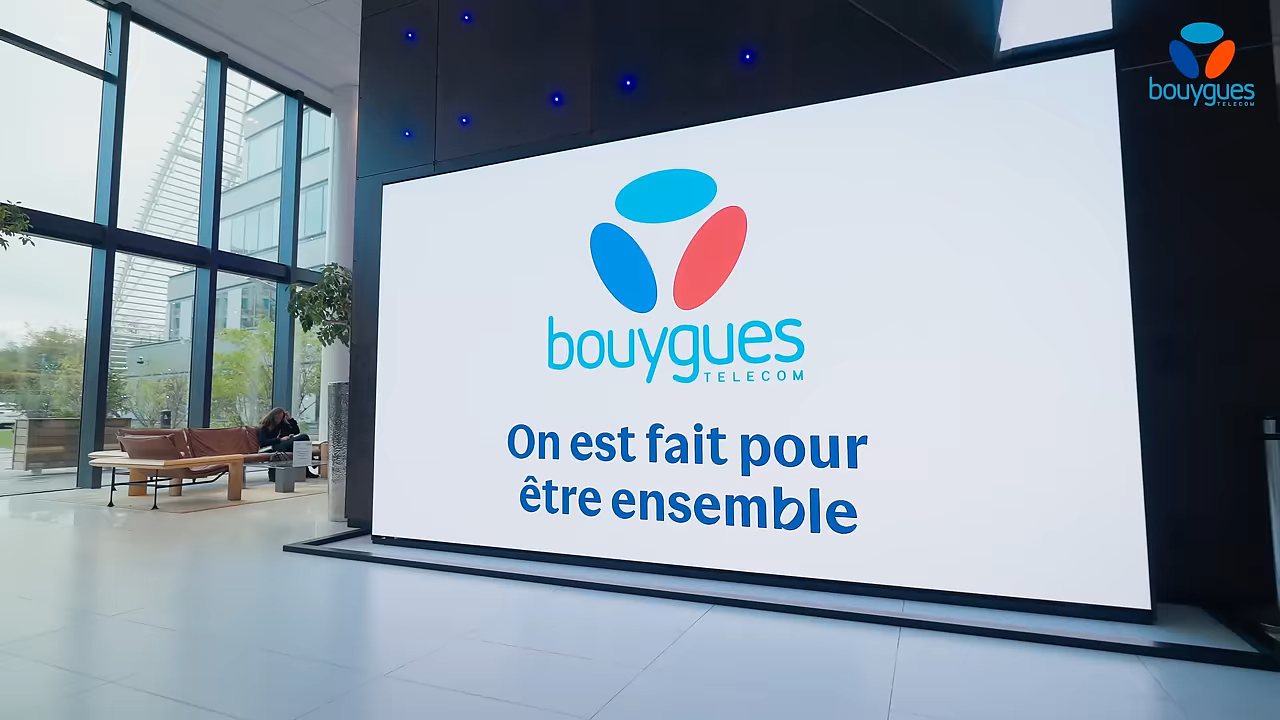 bouygues
TELECOM
bouygues
TELECOM
On est fait pour
être ensemble